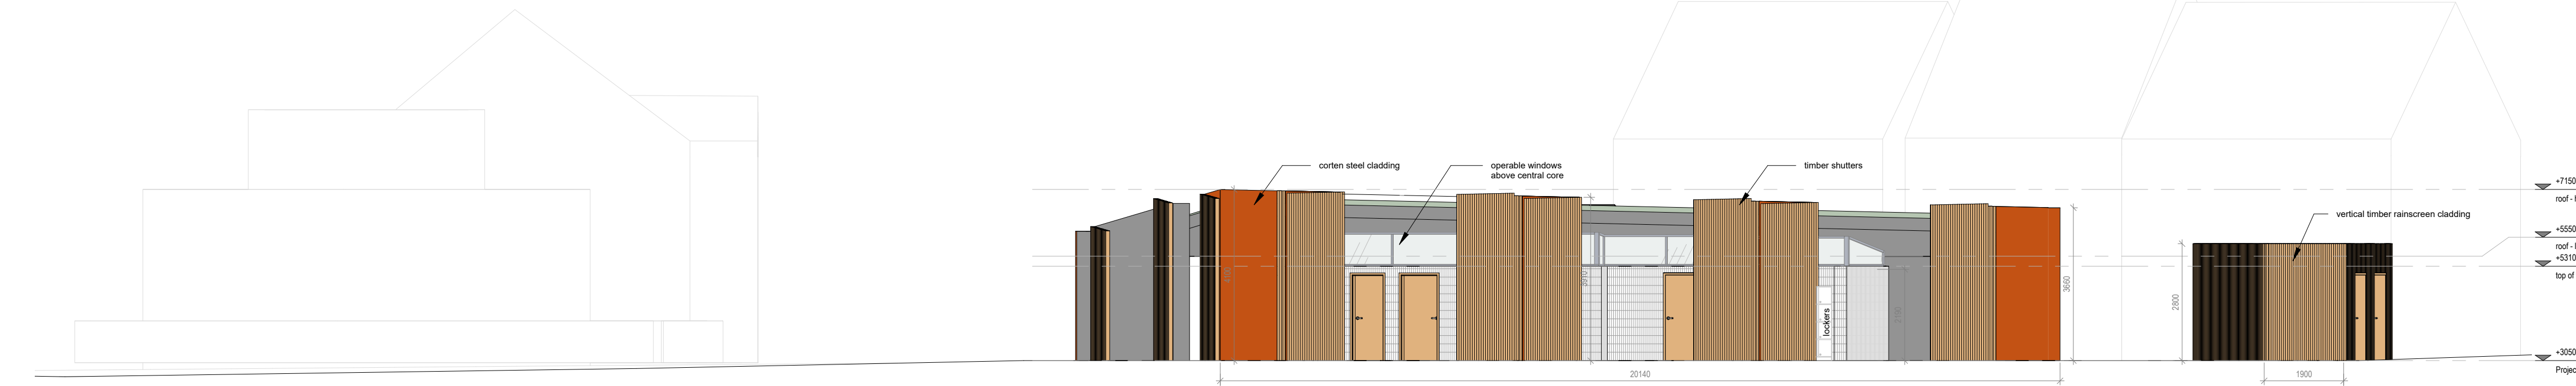 corten steel cladding
operable windows
above central core
timber shutters
vertical timber rainscreen cladding
+7150
roof -
+5550
roof -
+5310
top of
3970
3660
2800
lockers
+3050
20140
1900